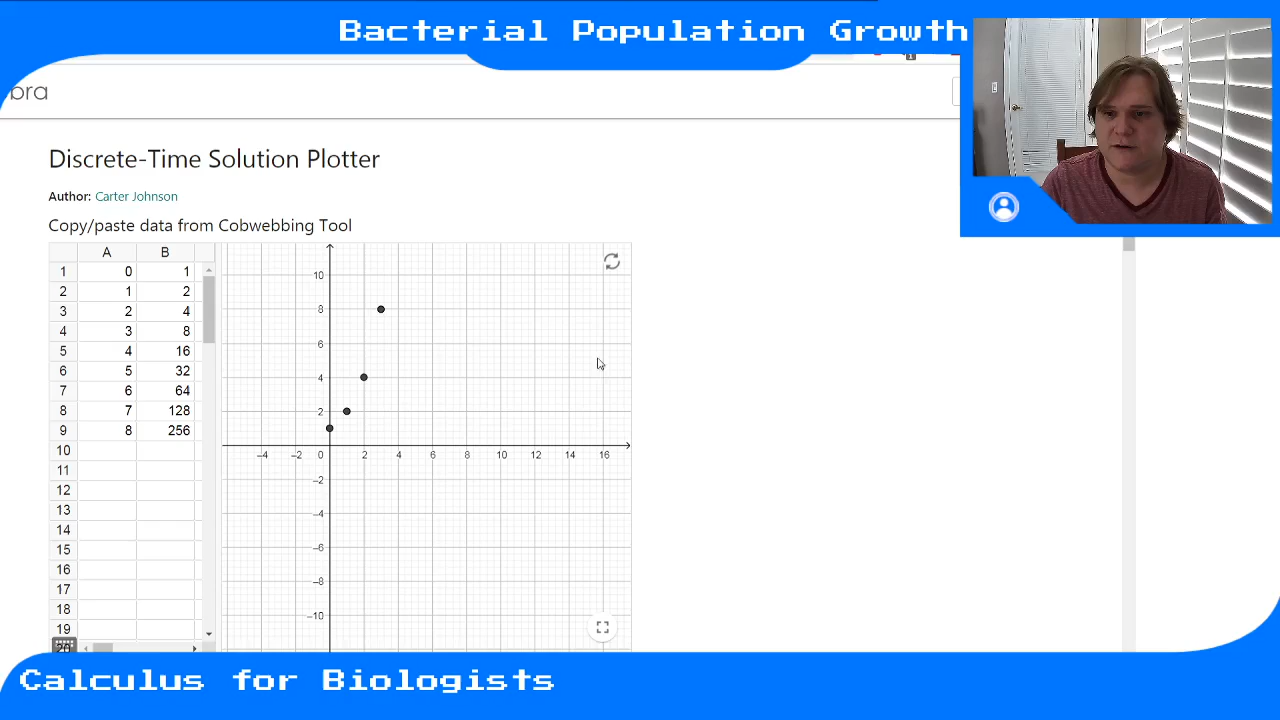 Bacterial Population Growth
bra
1
Discrete-Time Solution Plotter
Author: Carter Johnson
Copy/paste data from Cobwebbing Tool
A B
1 0 1
2 1 2
3 2 4
4 3 8
5 4 16
6 5 32
7 6 64
8 7 128
9 8 256
10
11
12
13
14
15
16
17
18
19
20
10
8
6
4
2
–4 –2 0 2 4 6 8 10 12 14 16
–2
–4
–6
–8
–10
Calculus for Biologists